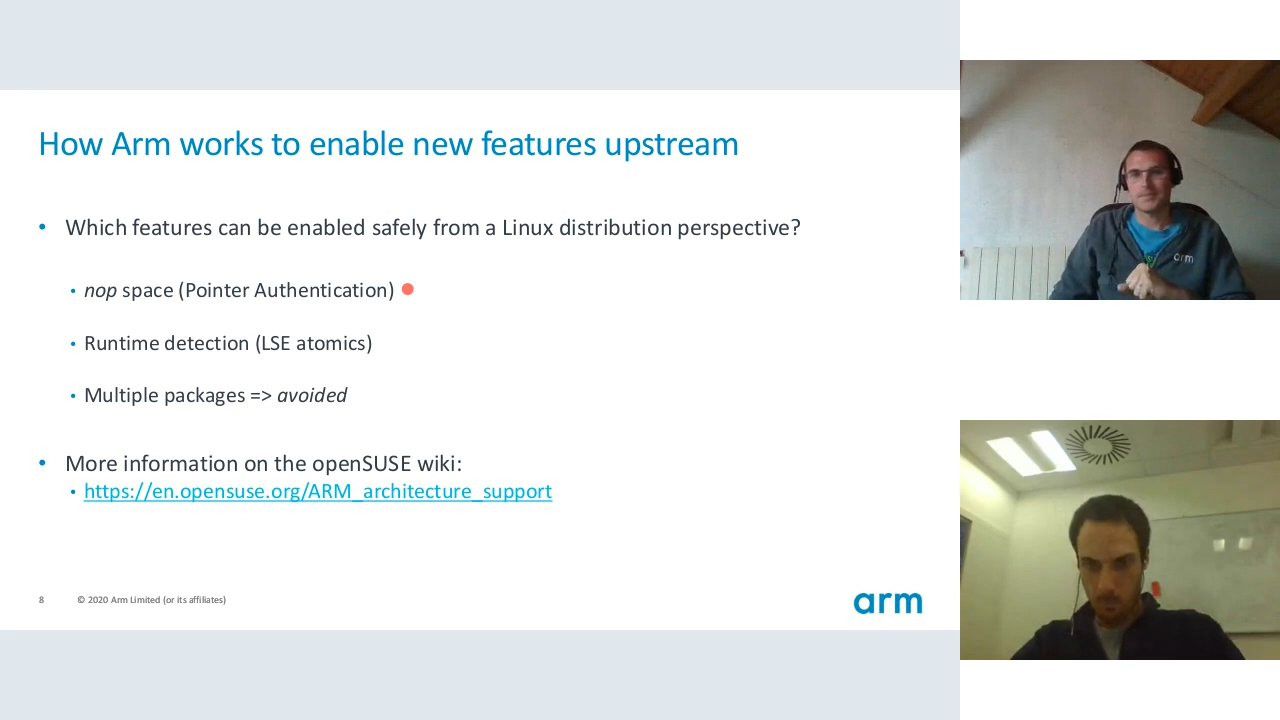 How Arm works to enable new features upstream
• Which features can be enabled safely from a Linux distribution perspective?
• nop space (Pointer Authentication)
• Runtime detection (LSE atomics)
• Multiple packages => avoided
• More information on the openSUSE wiki:
• https://en.opensuse.org/ARM_architecture_support
8 © 2020 Arm Limited (or its affiliates)
arm
arm